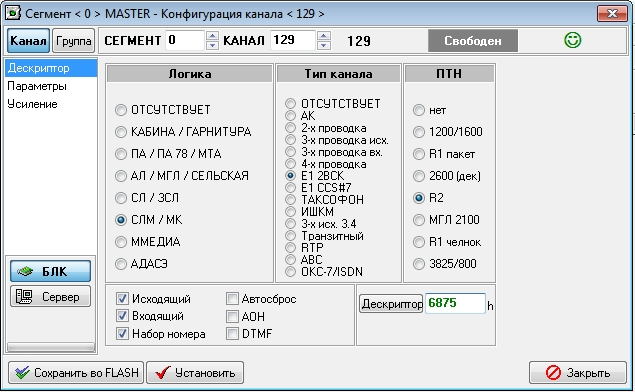 Сегмент < 0 > MASTER - Конфигурация канала < 129 >
Канал Группа СЕГМЕНТ 0 КАНАЛ 129 129 Свободен
Дескриптор
Параметры
Усиление
БЛК
Сервер
Логика
ОТСУТСТВУЕТ
КАБИНА / ГАРНИТУРА
ПА / ПА 78 / МТА
АЛ / МГЛ / СЕЛЬСКАЯ
СЛ / ЗСЛ
СЛМ / МК
ММЕДИА
АДАСЭ
Тип канала
ОТСУТСТВУЕТ
АК
2-х проводка
3-х проводка исх.
3-х проводка вх.
4-х проводка
Е1 2ВСК
Е1 CCS#7
ТАКСОФОН
ИШКМ
3-х исх. 3.4
Транзитный
RTP
ABC
ОКС-7/ISDN
ПТН
нет
1200/1600
R1 пакет
2600 (дек)
R2
МГЛ 2100
R1 челнок
3825/800
Исходящий
Входящий
Набор номера
Автосброс
АОН
DTMF
Дескриптор 6875 h
Сохранить во FLASH Установить Закрыть